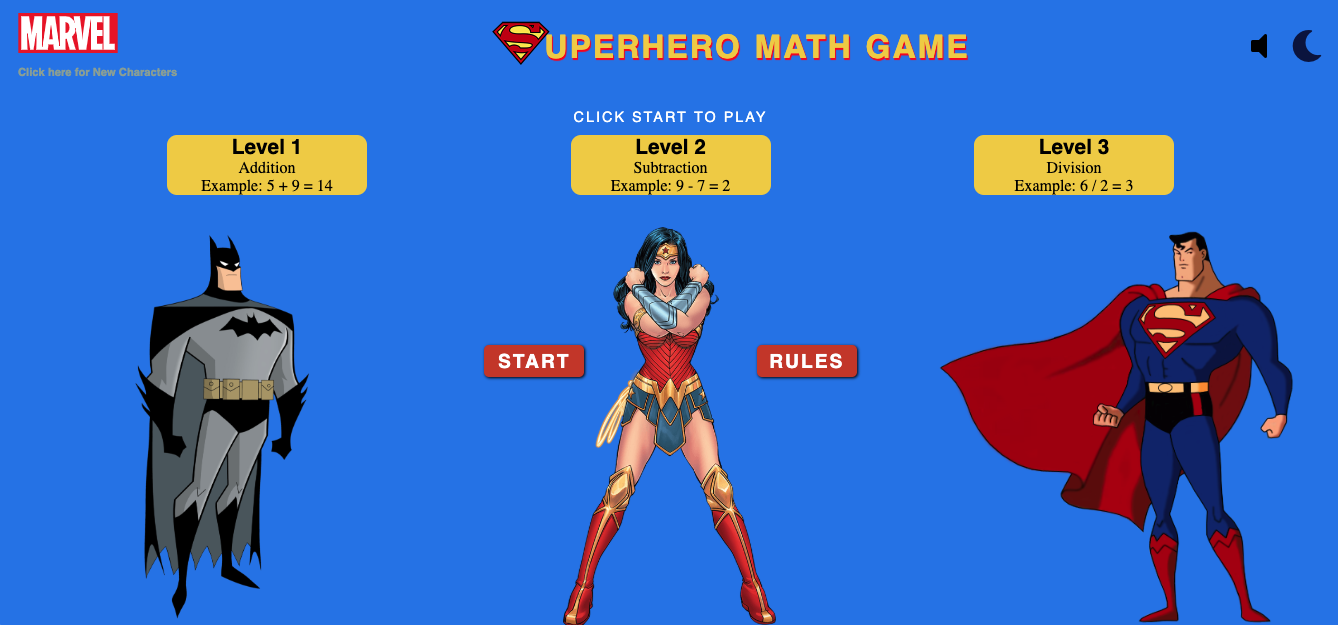 MARVEL
Click here for New Characters
SUPERHERO MATH GAME
CLICK START TO PLAY
Level 1
Addition
Example: 5 + 9 = 14
Level 2
Subtraction
Example: 9 - 7 = 2
Level 3
Division
Example: 6 / 2 = 3
START
RULES
S